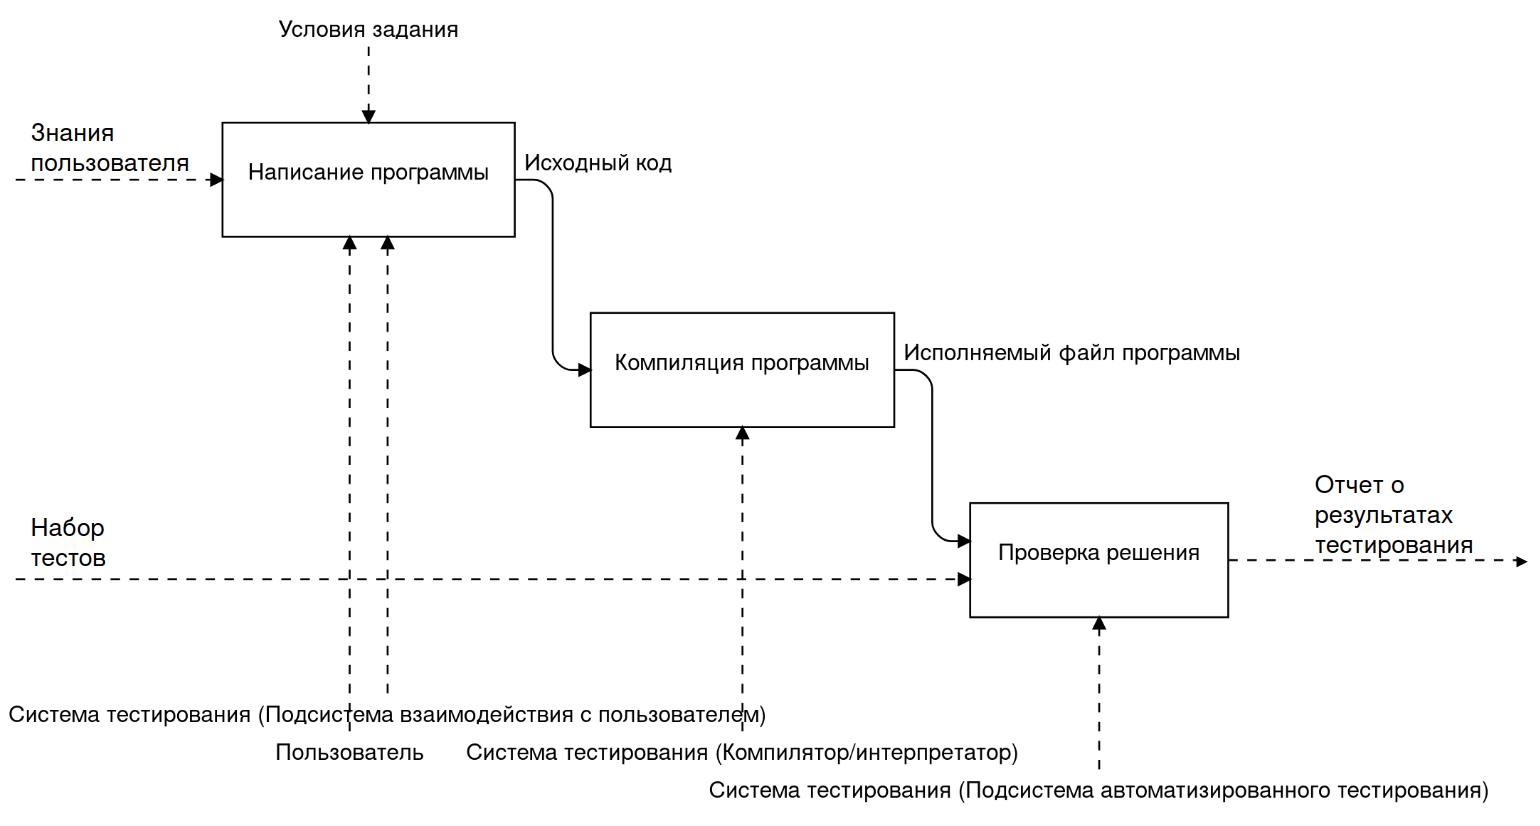 Условия задания
Знания
пользователя
Написание программы
Исходный код
Компиляция программы
Исполняемый файл программы
Набор
тестов
Проверка решения
Отчет о
результатах
тестирования
Система тестирования (Подсистема взаимодействия с пользователем)
Пользователь
Система тестирования (Компилятор/интерпретатор)
Система тестирования (Подсистема автоматизированного тестирования)